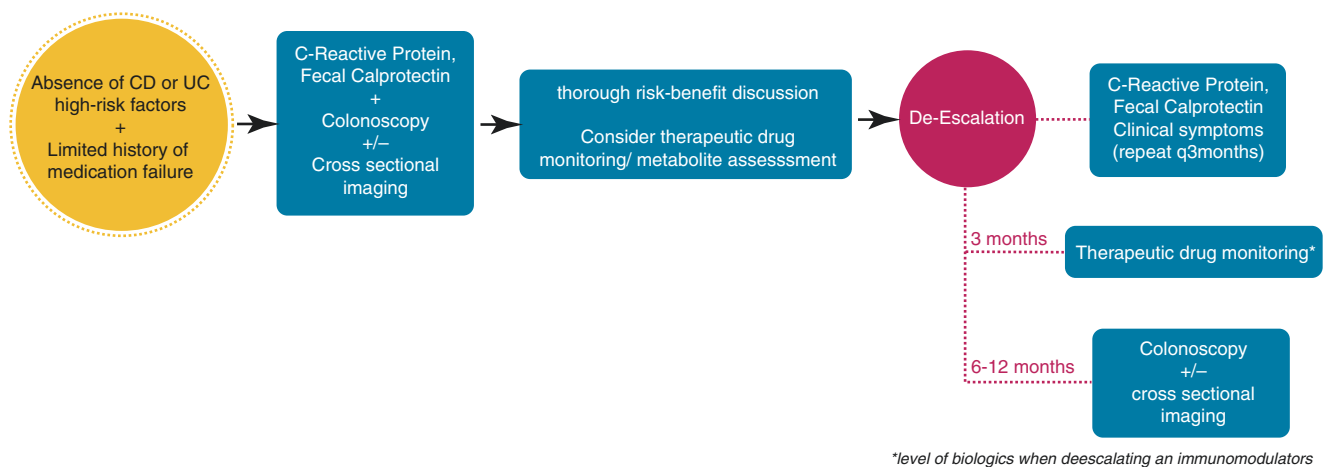 Absence of CD or UC
high-risk factors
+
Limited history of
medication failure
C-Reactive Protein,
Fecal Calprotectin
+
Colonoscopy
+/–
Cross sectional
imaging
thorough risk-benefit discussion
Consider therapeutic drug
monitoring/ metabolite assesssment
De-Escalation
C-Reactive Protein,
Fecal Calprotectin
Clinical symptoms
(repeat q3months)
3 months
Therapeutic drug monitoring*
6-12 months
Colonoscopy
+/–
cross sectional
imaging
*level of biologics when deescalating an immunomodulators